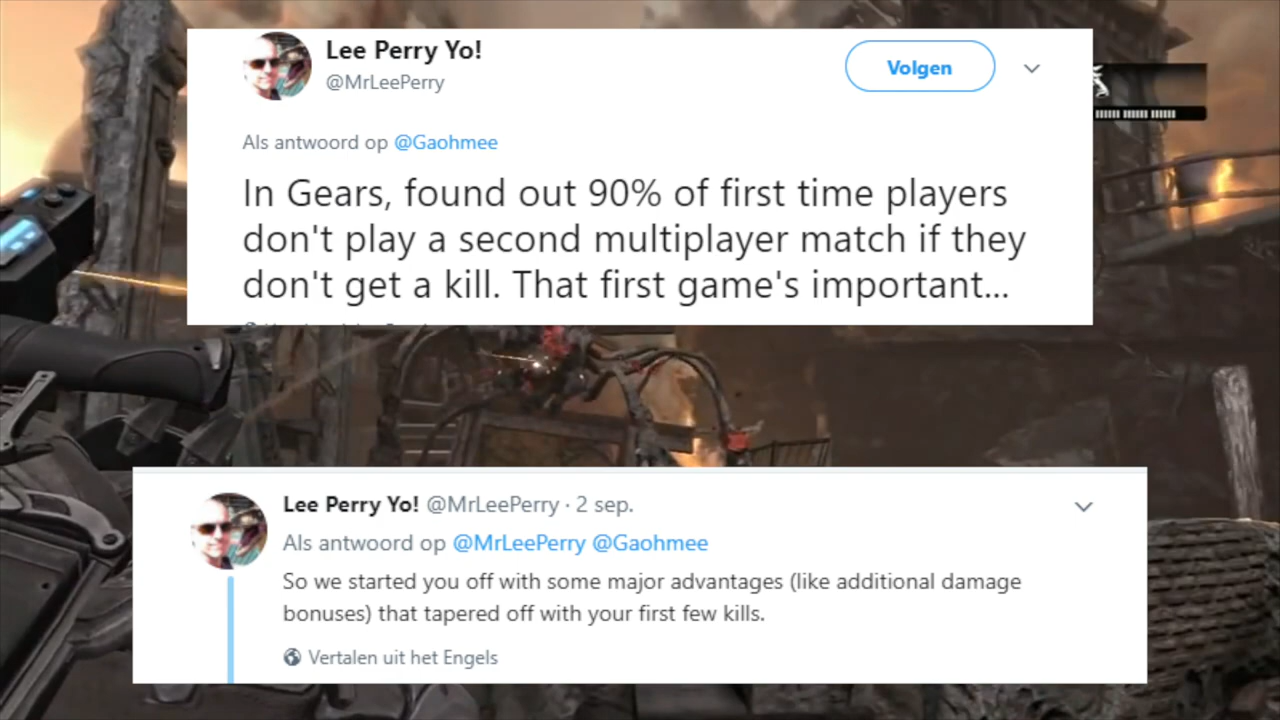 Lee Perry Yo!
@MrLeePerry
Volgen
Als antwoord op @Gaohmee
In Gears, found out 90% of first time players
don't play a second multiplayer match if they
don't get a kill. That first game's important...
Lee Perry Yo! @MrLeePerry · 2 sep.
Als antwoord op @MrLeePerry @Gaohmee
So we started you off with some major advantages (like additional damage
bonuses) that tapered off with your first few kills.
Vertalen uit het Engels